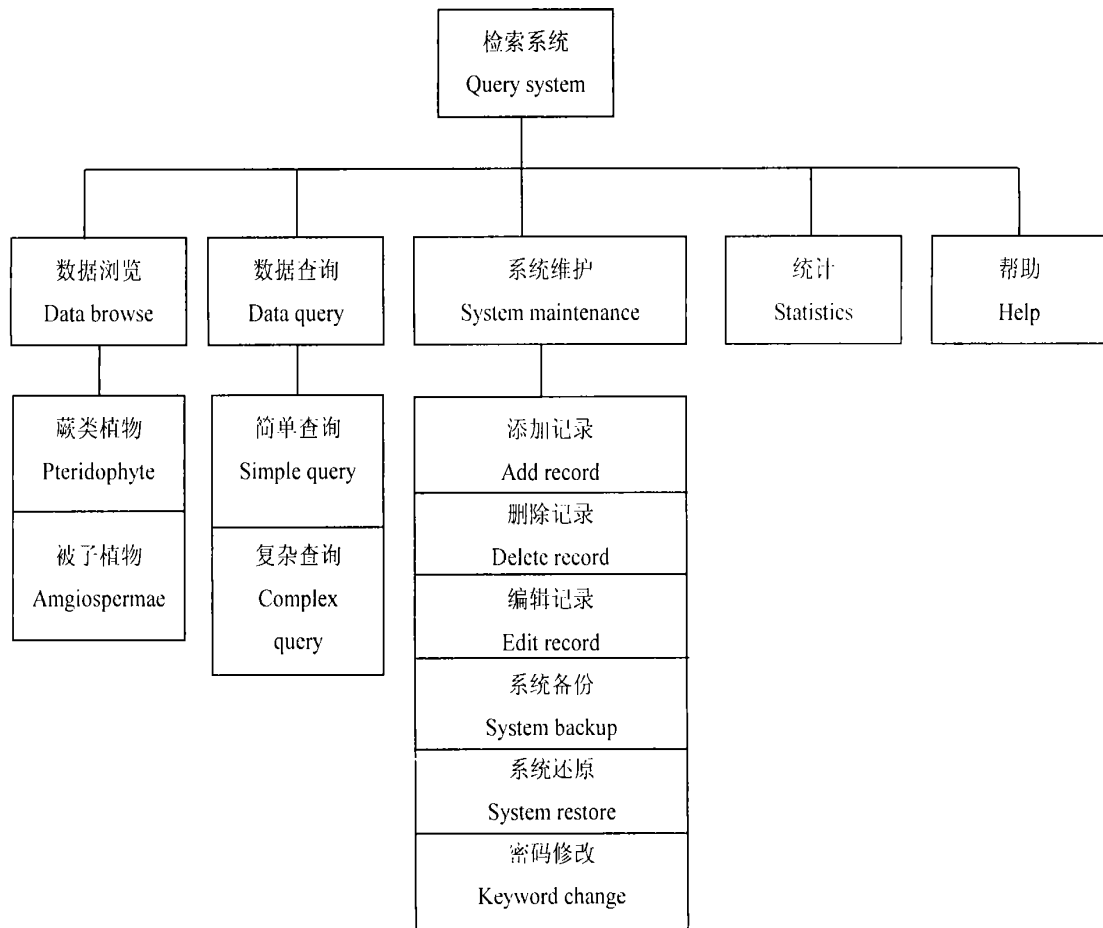 检索系统
Query system
数据浏览
Data browse
数据查询
Data query
系统维护
System maintenance
统计
Statistics
帮助
Help
蕨类植物
Pteridophyte
被子植物
Amgiospermae
简单查询
Simple query
复杂查询
Complex
query
添加记录
Add record
删除记录
Delete record
编辑记录
Edit record
系统备份
System backup
系统还原
System restore
密码修改
Keyword change